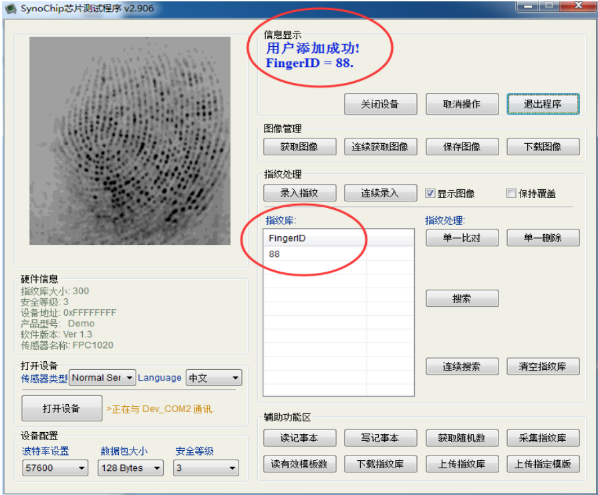 SynoChip芯片测试程序 v2.906
信息显示
用户添加成功!
FingerID = 88.
关闭设备 取消操作 退出程序
图像管理
获取图像 连续获取图像 保存图像 下载图像
指纹处理
录入指纹 连续录入 显示图像 保持覆盖
指纹库: 指纹处理:
FingerID
88
单一比对 单一删除
搜索
连续搜索 清空指纹库
硬件信息
指纹库大小: 300
安全等级: 3
设备地址: 0xFFFFFFFF
产品型号: Demo
软件版本: Ver 1.3
传感器名称: FPC1020
打开设备
传感器类型 Normal Ser Language 中文
打开设备 >正在与 Dev_COM2 通讯.
设备配置
波特率设置 数据包大小 安全等级
57600 128 Bytes 3
辅助功能区
读记事本 写记事本 获取随机数 采集指纹库
读有效模板数 下载指纹库 上传指纹库 上传指定模版